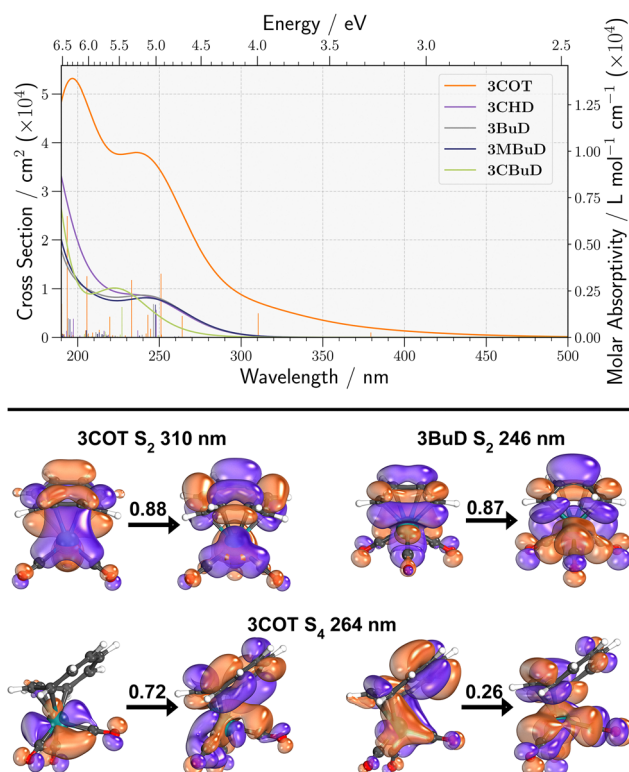 Energy / eV
6.5 6.0 5.5 5.0 4.5 4.0 3.5 3.0 2.5
Cross Section / cm² (×10⁴)
5
4
3
2
1
0
3COT
3CHD
3BuD
3MBuD
3CBuD
Molar Absorptivity / L mol⁻¹ cm⁻¹ (×10⁴)
1.25
1.00
0.75
0.50
0.25
0.00
200 250 300 350 400 450 500
Wavelength / nm
3COT S₂ 310 nm
3BuD S₂ 246 nm
0.88
0.87
3COT S₄ 264 nm
0.72
0.26